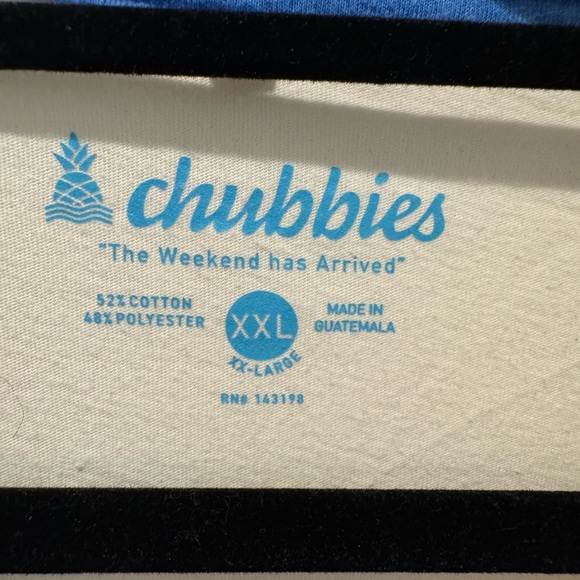 chubbies
"The Weekend has Arrived"
52% COTTON
48% POLYESTER
XXL
XX-LARGE
MADE IN
GUATEMALA
RN# 143198